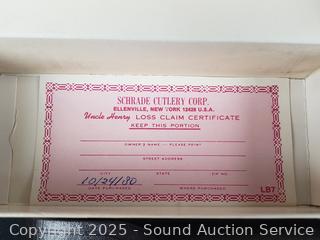 SCHRADE CUTLERY CORP.
ELLENVILLE, NEW YORK 12428 U.S.A.
Uncle Henry LOSS CLAIM CERTIFICATE
KEEP THIS PORTION
OWNER'S NAME — PLEASE PRINT
STREET ADDRESS
CITY STATE ZIP NO.
10/24/80
DATE PURCHASED WHERE PURCHASED
LB7
Copyright 2025 - Sound Auction Service